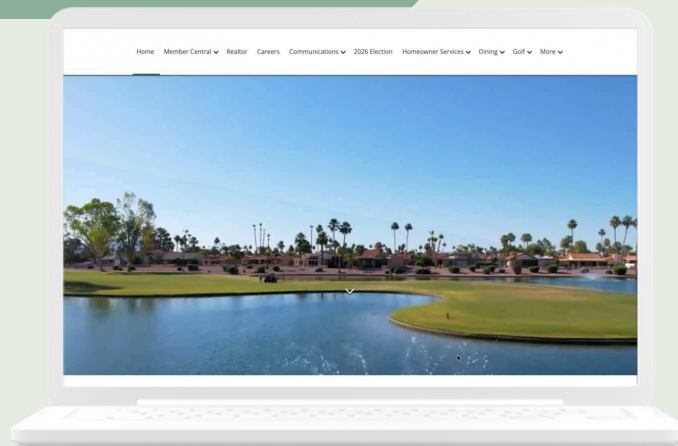 Home Member Central Realtor Careers Communications 2026 Election Homeowner Services Dining Golf More